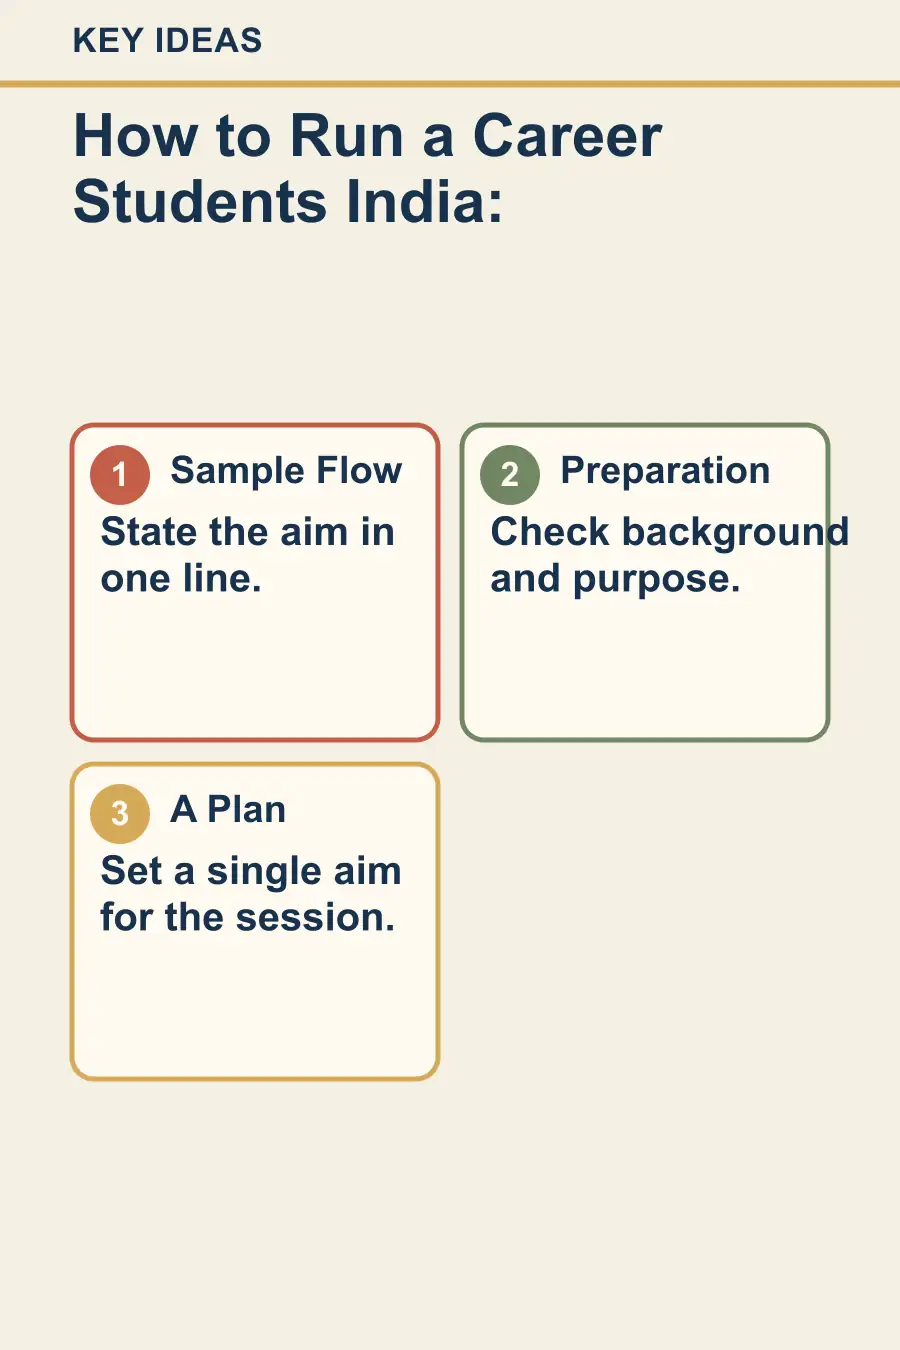 KEY IDEAS
How to Run a Career
Students India:
1 Sample Flow
State the aim in
one line.
2 Preparation
Check background
and purpose.
3 A Plan
Set a single aim
for the session.